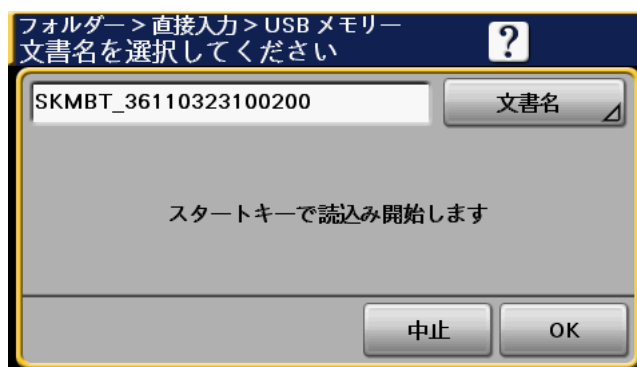 フォルダー > 直接入力 > USB メモリー
文書名を選択してください
?
SKMBT_36110323100200
文書名
スタートキーで読込み開始します
中止
OK